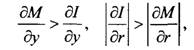 ∂M/∂y > ∂I/∂y, |∂I/∂r| > |∂M/∂r|,